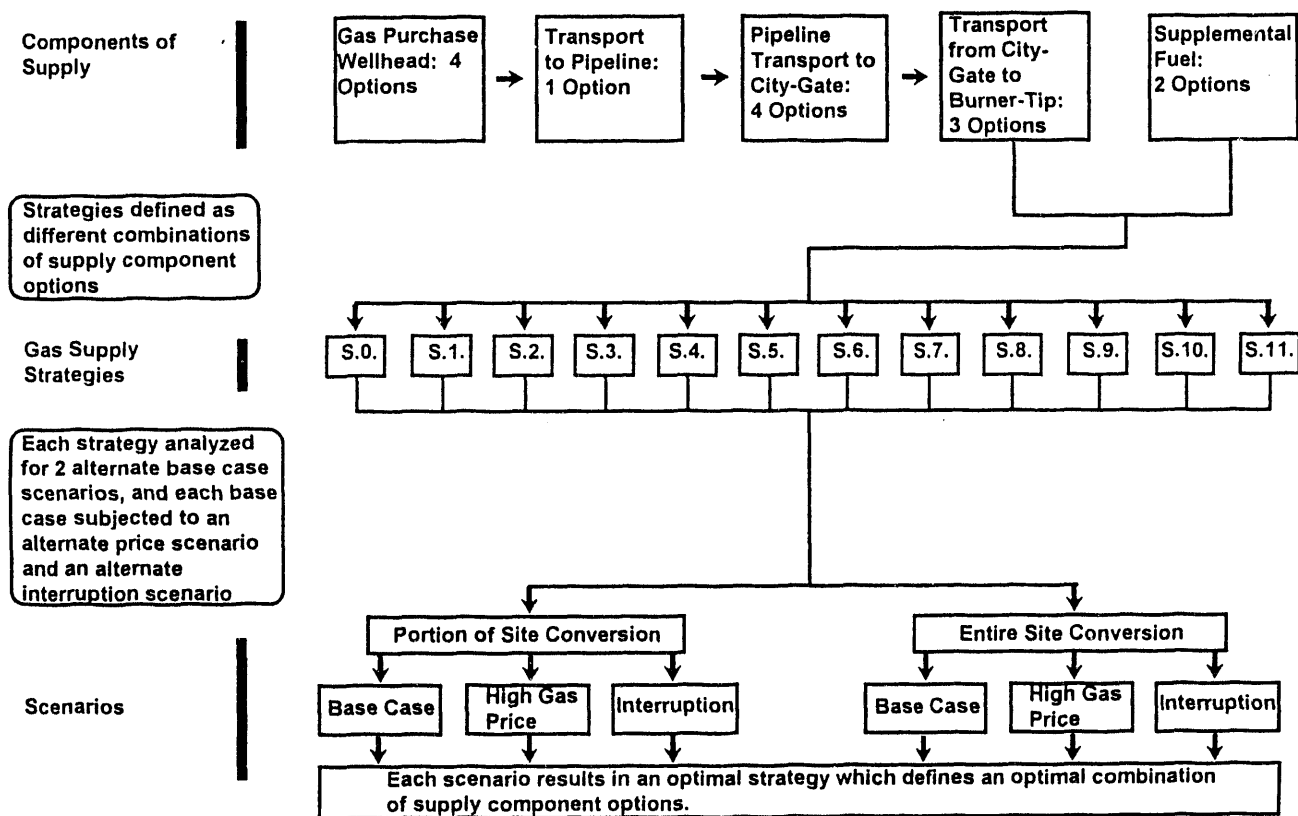 Components of
Supply
Gas Purchase
Wellhead: 4
Options
Transport
to Pipeline:
1 Option
Pipeline
Transport to
City-Gate:
4 Options
Transport
from City-
Gate to
Burner-Tip:
3 Options
Supplemental
Fuel:
2 Options
Strategies defined as
different combinations
of supply component
options
Gas Supply
Strategies
S.0.
S.1.
S.2.
S.3.
S.4.
S.5.
S.6.
S.7.
S.8.
S.9.
S.10.
S.11.
Each strategy analyzed
for 2 alternate base case
scenarios, and each base
case subjected to an
alternate price scenario
and an alternate
interruption scenario
Portion of Site Conversion
Entire Site Conversion
Scenarios
Base Case
High Gas
Price
Interruption
Base Case
High Gas
Price
Interruption
Each scenario results in an optimal strategy which defines an optimal combination
of supply component options.